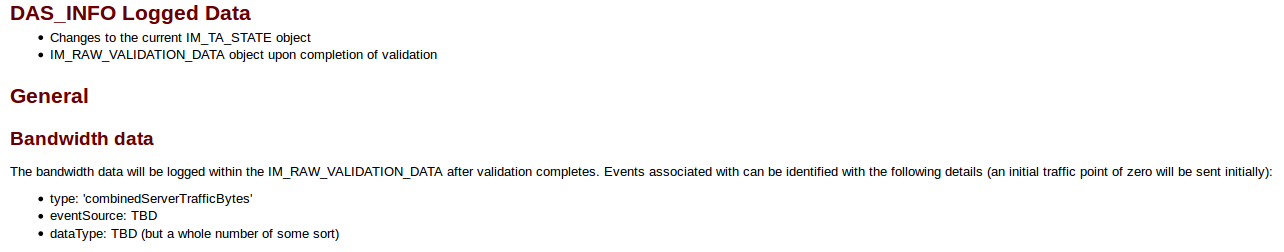 DAS_INFO Logged Data
• Changes to the current IM_TA_STATE object
• IM_RAW_VALIDATION_DATA object upon completion of validation
General
Bandwidth data
The bandwidth data will be logged within the IM_RAW_VALIDATION_DATA after validation completes. Events associated with can be identified with the following details (an initial traffic point of zero will be sent initially):
• type: 'combinedServerTrafficBytes'
• eventSource: TBD
• dataType: TBD (but a whole number of some sort)